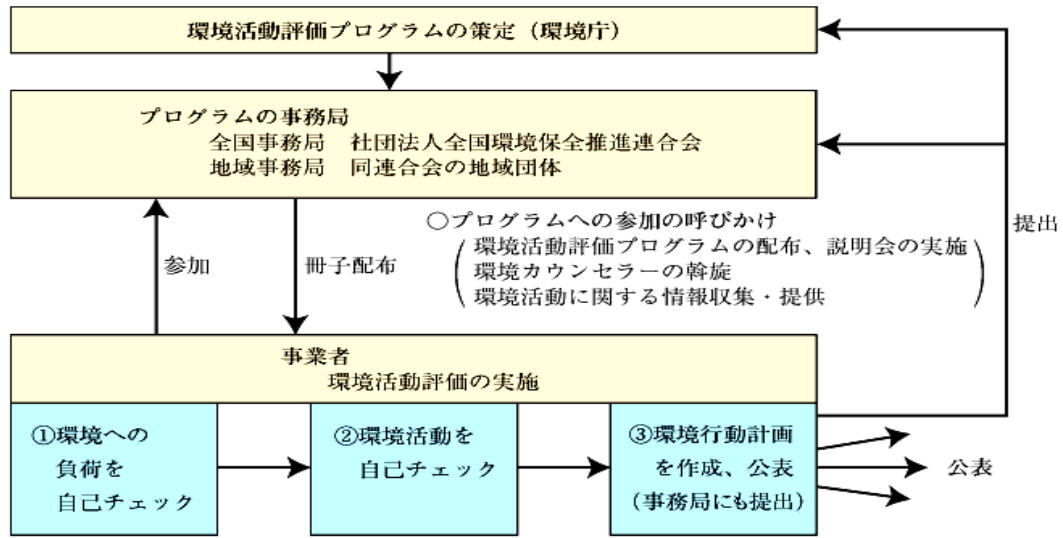 環境活動評価プログラムの策定（環境庁）
プログラムの事務局
全国事務局　社団法人全国環境保全推進連合会
地域事務局　同連合会の地域団体
提出
○プログラムへの参加の呼びかけ
環境活動評価プログラムの配布、説明会の実施
環境カウンセラーの斡旋
環境活動に関する情報収集・提供
参加
冊子配布
事業者
環境活動評価の実施
①環境への
負荷を
自己チェック
②環境活動を
自己チェック
③環境行動計画
を作成、公表
（事務局にも提出）
公表